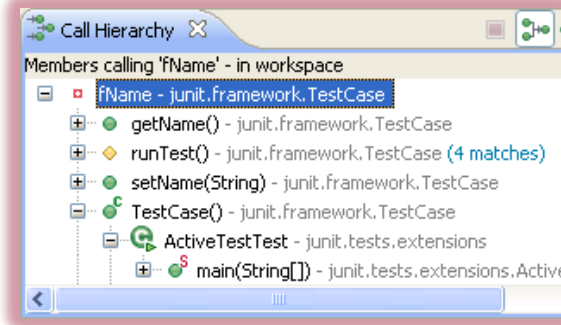 Call Hierarchy
Members calling 'fName' - in workspace
fName - junit.framework.TestCase
getName() - junit.framework.TestCase
runTest() - junit.framework.TestCase (4 matches)
setName(String) - junit.framework.TestCase
C TestCase() - junit.framework.TestCase
ActiveTestTest - junit.tests.extensions
S main(String[]) - junit.tests.extensions.Active